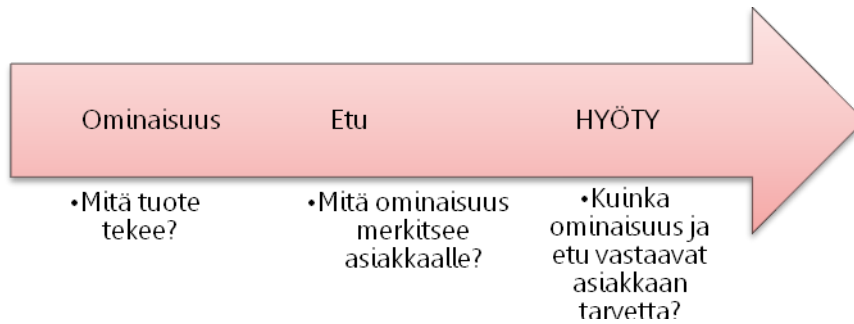 Ominaisuus
Etu
HYÖTY
•Mitä tuote
tekee?
•Mitä ominaisuus
merkitsee
asiakkaalle?
•Kuinka
ominaisuus ja
etu vastaavat
asiakkaan
tarvetta?